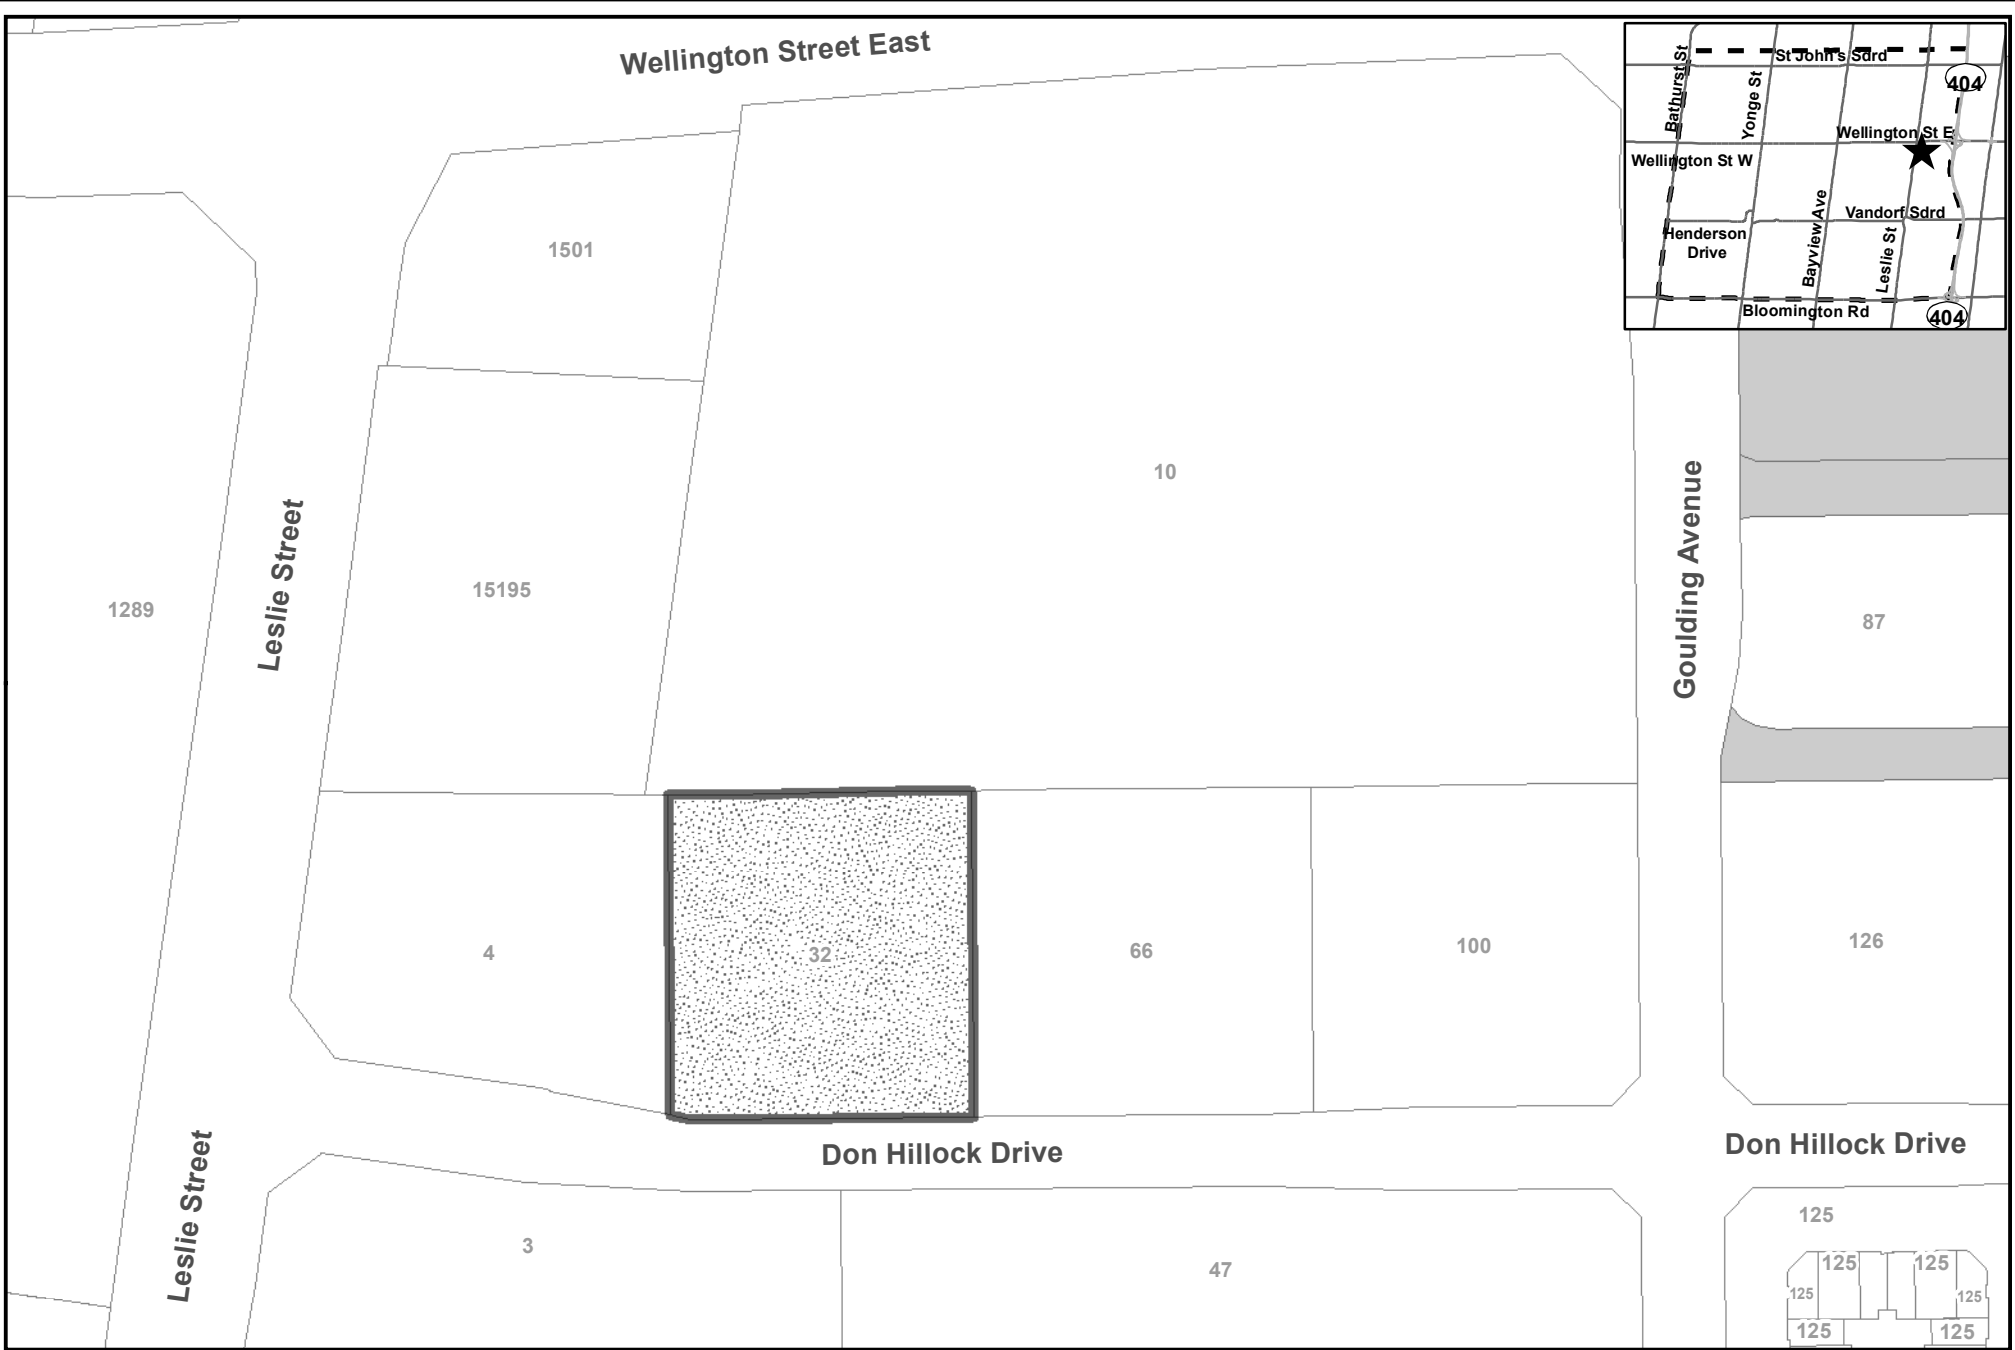 Wellington Street East
St John's Sdrd
404
Bathurst St
Yonge St
Wellington St E
Wellington St W
Bayview Ave
Vandorf Sdrd
Henderson
Drive
Leslie St
Bloomington Rd
404
1501
10
Leslie Street
Goulding Avenue
15195
1289
87
4
32
66
100
126
Don Hillock Drive
Don Hillock Drive
Leslie Street
3
47
125
125
125
125
125
125
125